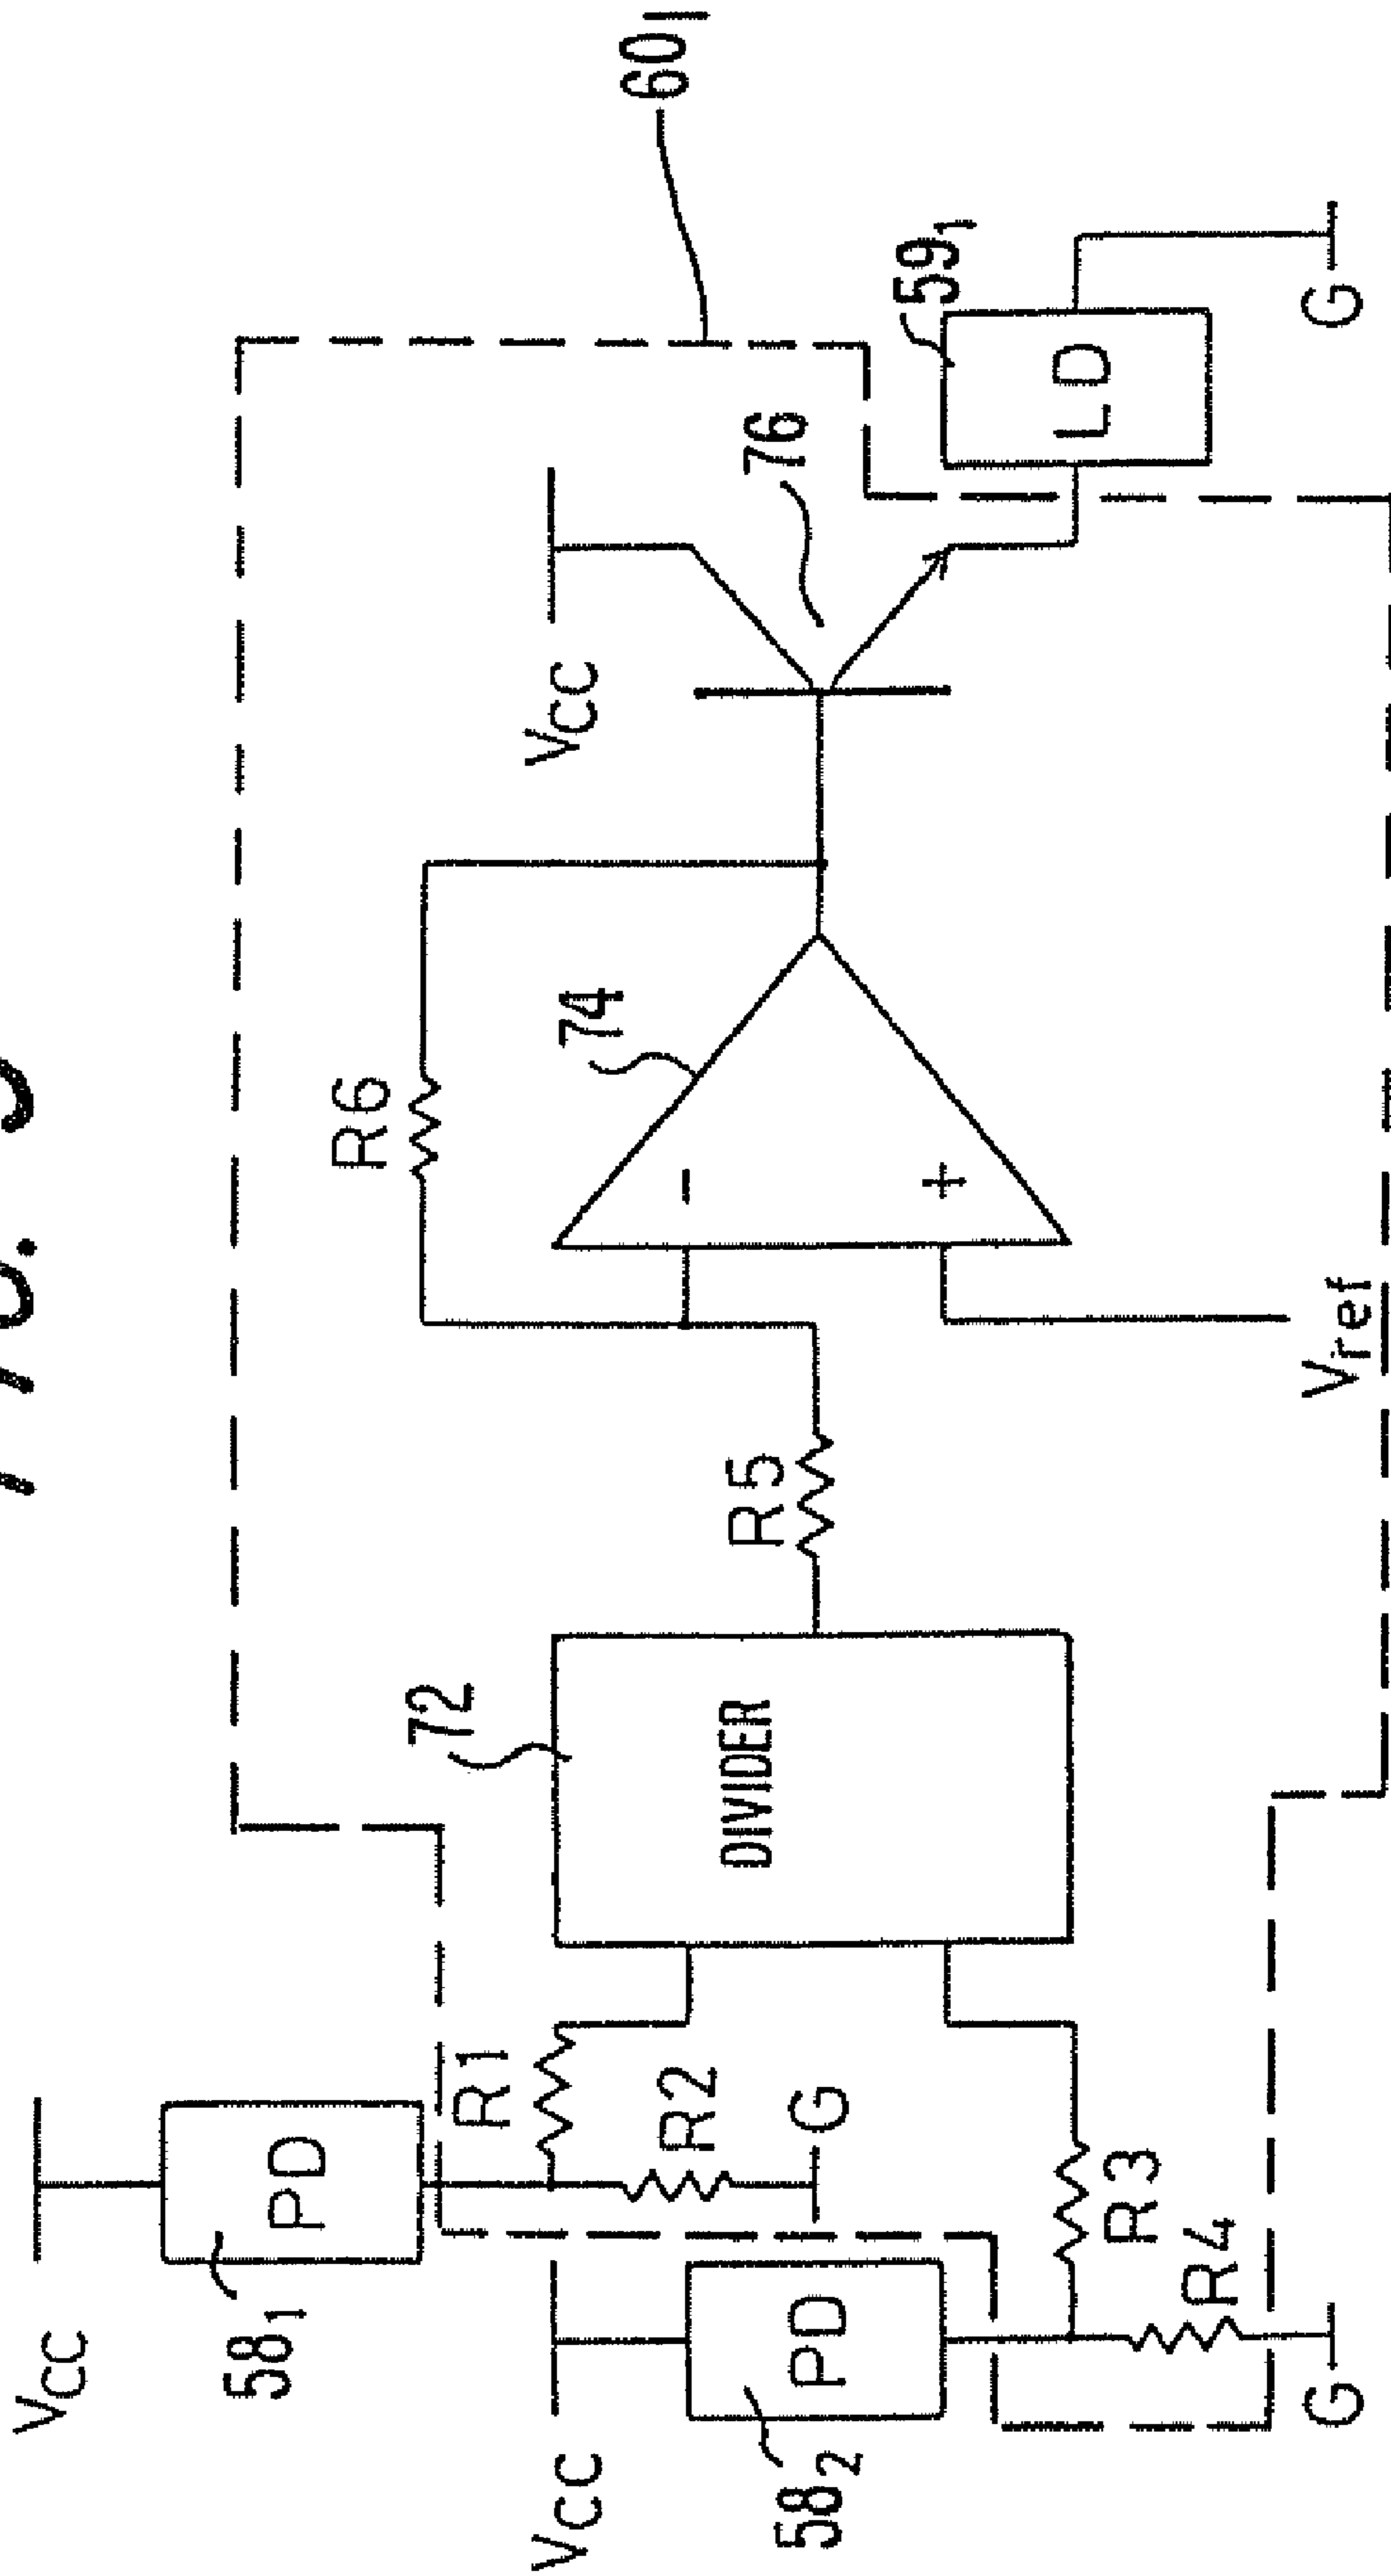 VCC
PD
58₁
R1
R2
G
VCC
PD
58₂
R3
R4
G
72
DIVIDER
R5
R6
74
-
+
Vref
VCC
76
60₁
59₁
LD
G